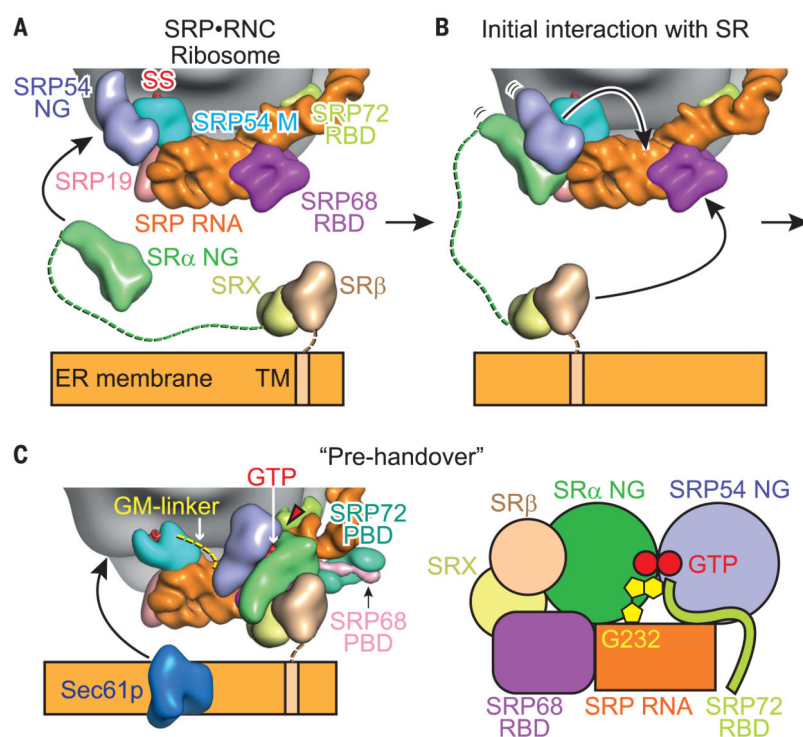 A
SRP•RNC
Ribosome
SRP54
NG
SS
SRP54 M
SRP72
RBD
SRP19
SRP RNA
SRP68
RBD
SRα NG
SRX
SRβ
ER membrane
TM
B
Initial interaction with SR
C
"Pre-handover"
GM-linker
GTP
SRP72
PBD
SRP68
PBD
Sec61p
SRβ
SRα NG
SRP54 NG
SRX
GTP
G232
SRP68
RBD
SRP RNA
SRP72
RBD